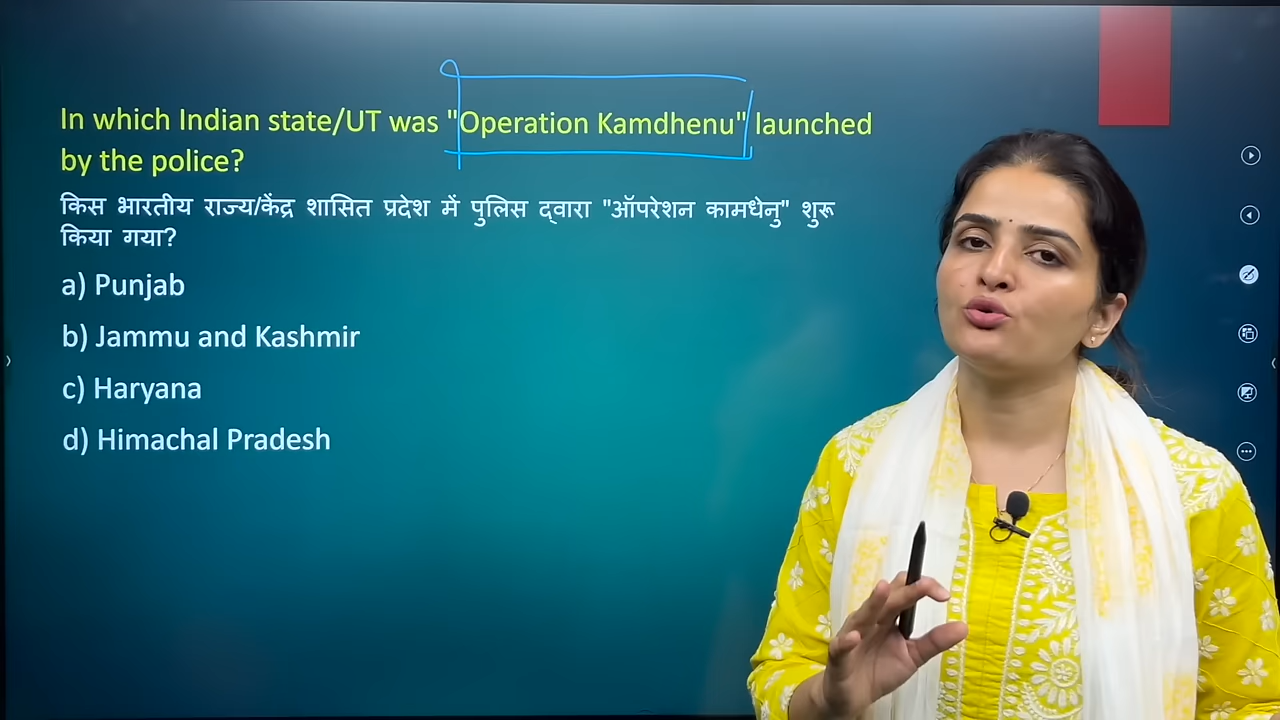 In which Indian state/UT was "Operation Kamdhenu" launched
by the police?
किस भारतीय राज्य/केंद्र शासित प्रदेश में पुलिस द्वारा "ऑपरेशन कामधेनु" शुरू
किया गया?
a) Punjab
b) Jammu and Kashmir
c) Haryana
d) Himachal Pradesh